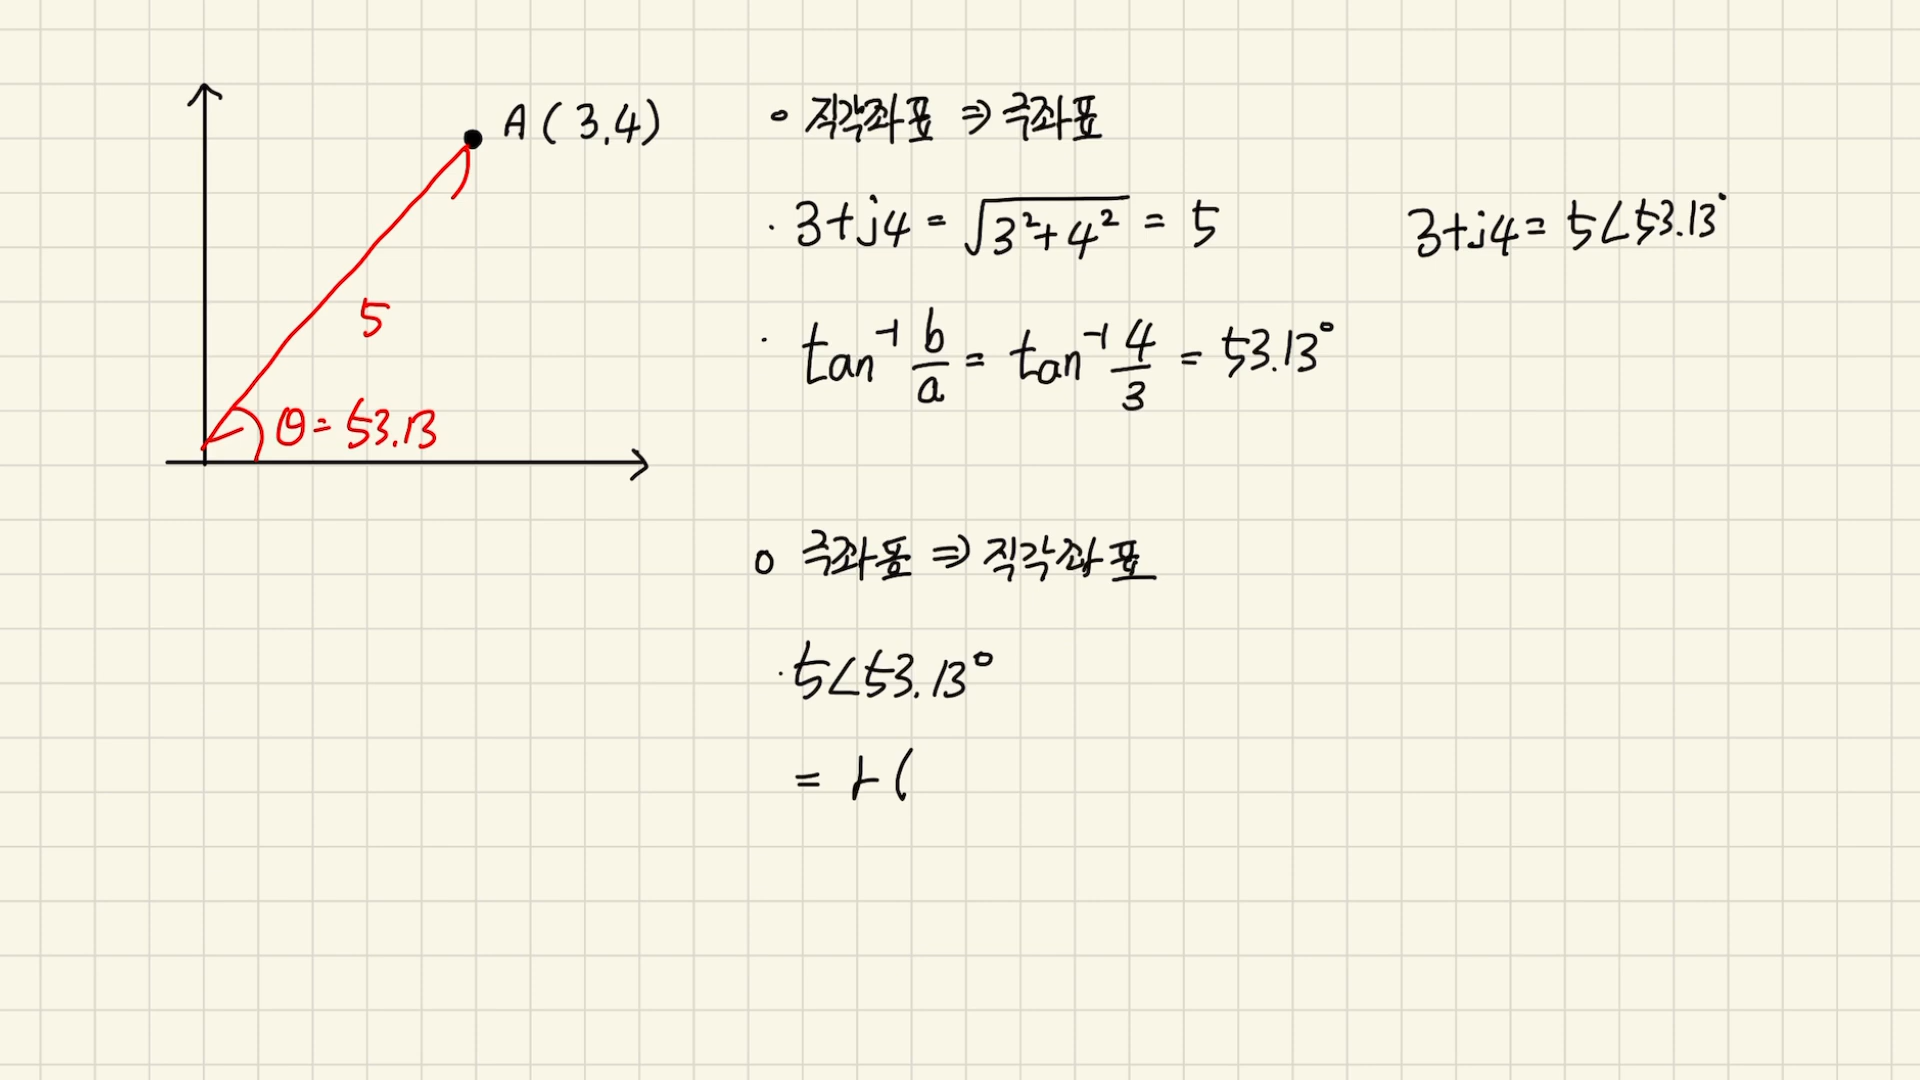 A(3.4)
5
θ= 53.13
∘ 직각좌표 ⇒ 극좌표
· 3+j4 = √3²+4² = 5
3+j4 = 5∠53.13°
· tan⁻¹ b/a = tan⁻¹ 4/3 = 53.13°
o 극좌표 ⇒ 직각좌표
· 5∠53.13°
= r (